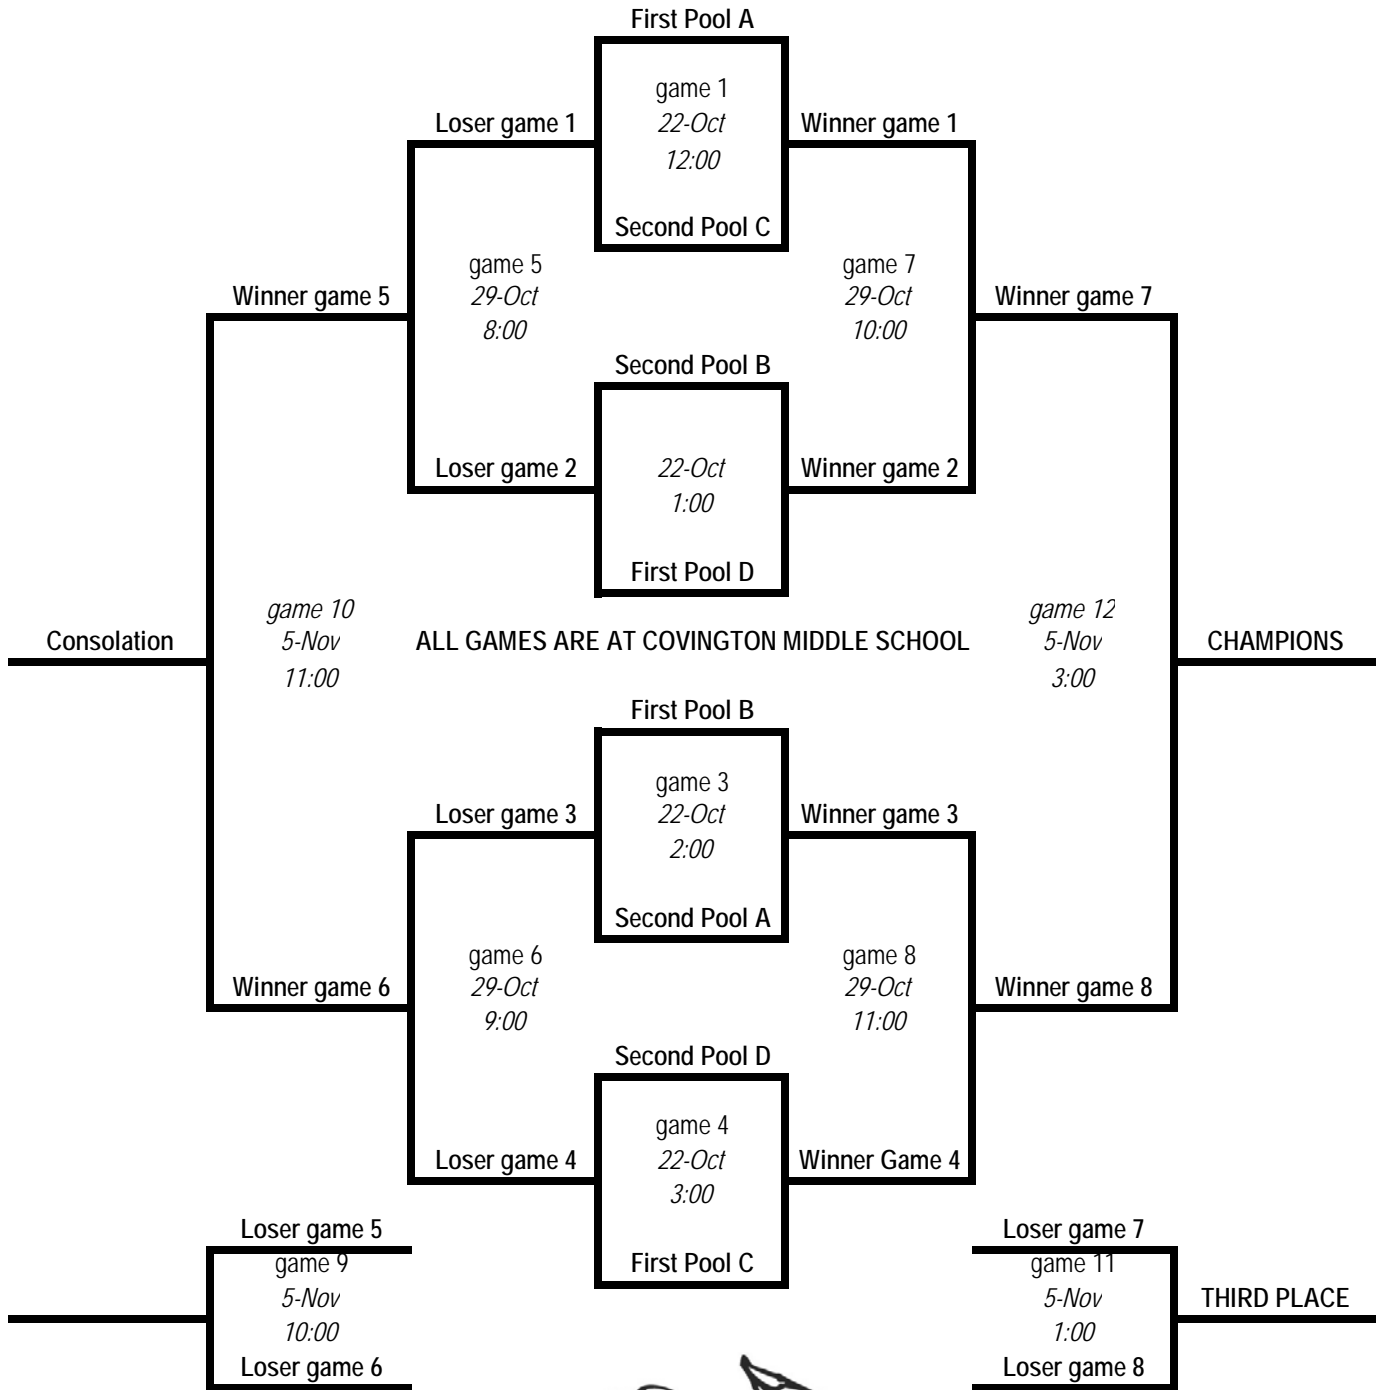 First Pool A
game 1
Loser game 1 22-Oct Winner game 1
12:00
Second Pool C
game 5 game 7
Winner game 5 29-Oct 29-Oct Winner game 7
8:00 10:00
Second Pool B
Loser game 2 22-Oct Winner game 2
1:00
First Pool D
game 10 game 12
Consolation 5-Nov ALL GAMES ARE AT COVINGTON MIDDLE SCHOOL 5-Nov CHAMPIONS
11:00 3:00
First Pool B
game 3
Loser game 3 22-Oct Winner game 3
2:00
Second Pool A
game 6 game 8
Winner game 6 29-Oct 29-Oct Winner game 8
9:00 11:00
Second Pool D
game 4
Loser game 4 22-Oct Winner Game 4
3:00
Loser game 5 Loser game 7
game 9 First Pool C game 11
5-Nov 5-Nov THIRD PLACE
10:00 1:00
Loser game 6 Loser game 8